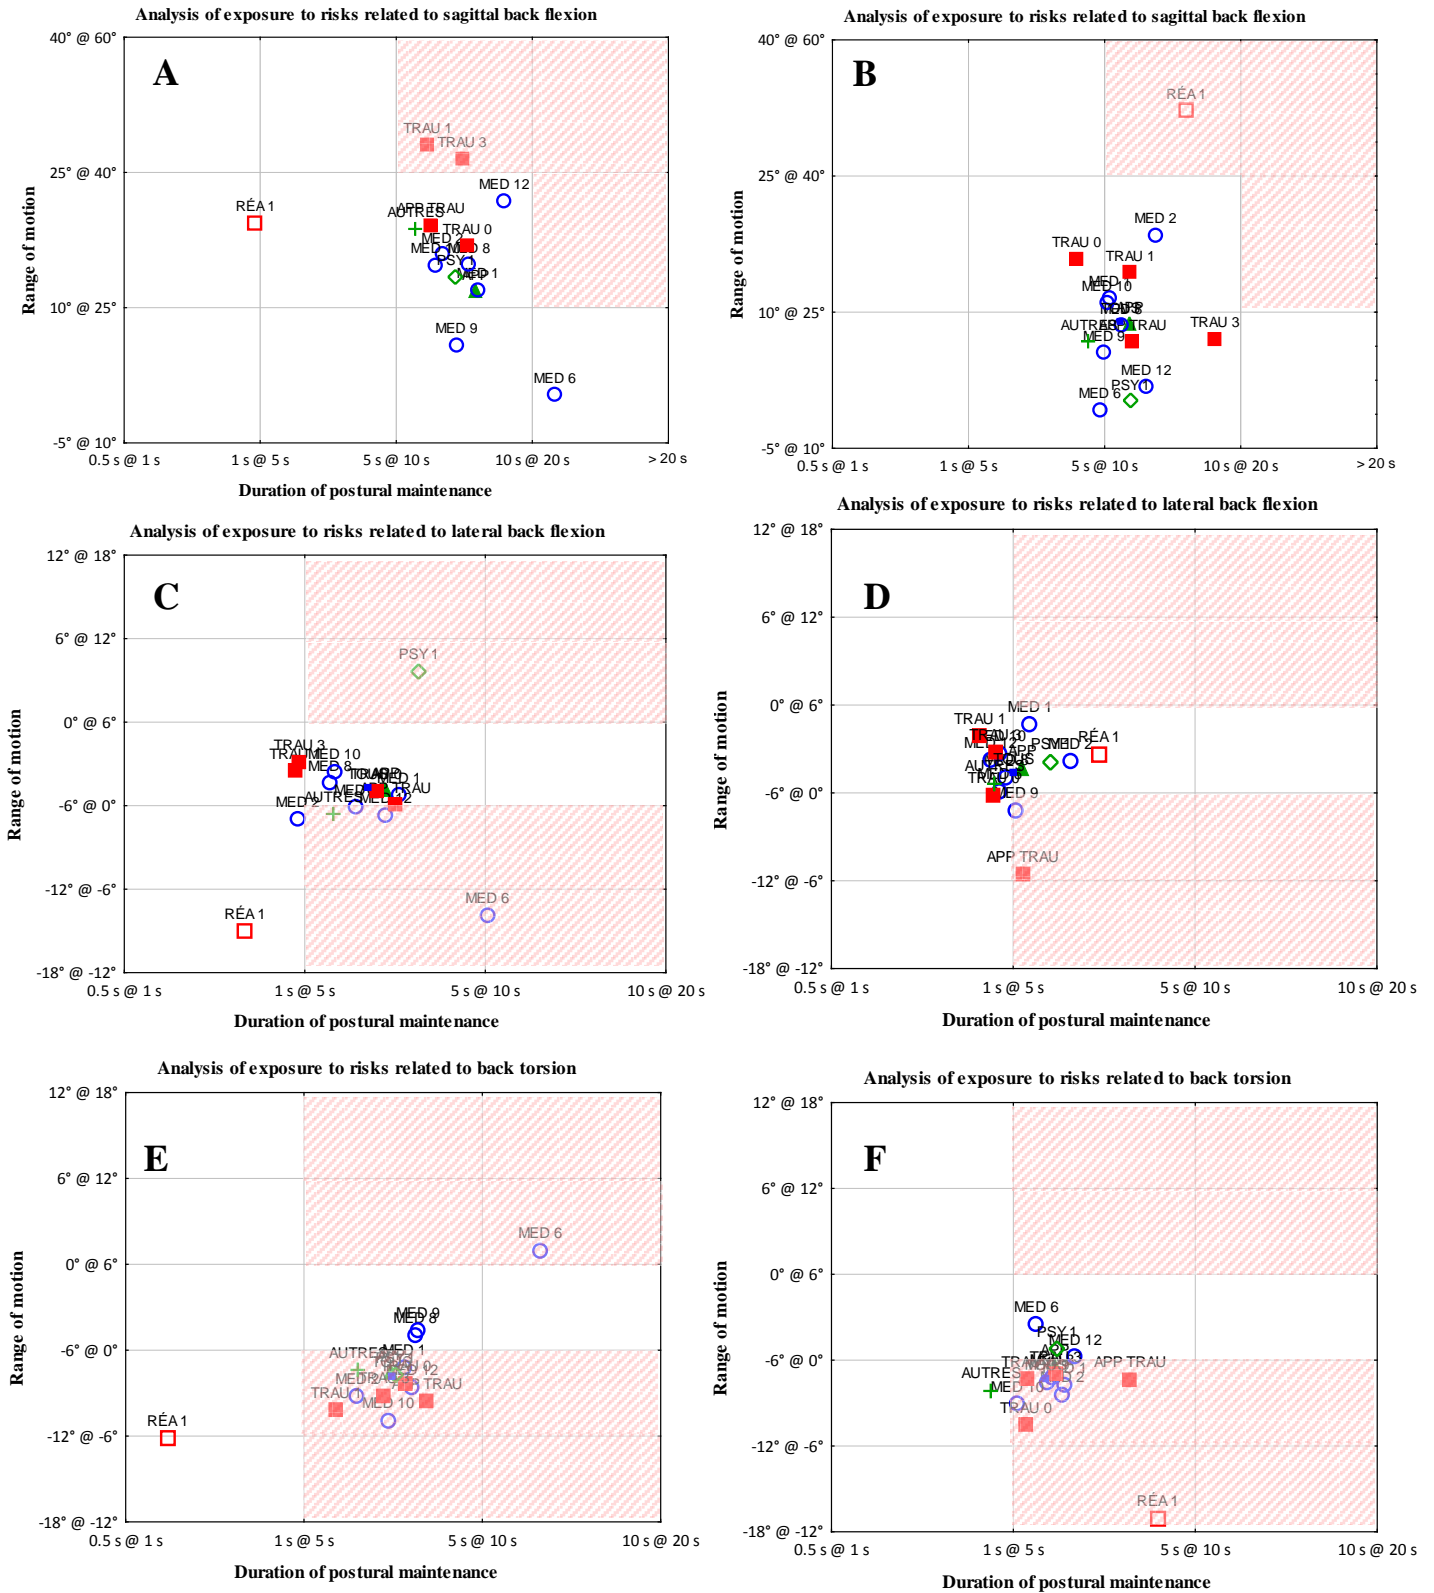 Analysis of exposure to risks related to sagittal back flexion
40° @ 60°
A
TRAU 1
TRAU 3
25° @ 40°
MED 12
RÉA 1
APP TRAU
AUTRES
TRAU 0
MED 2
MED 8
PSY 1
MED 1
APP
10° @ 25°
MED 9
MED 6
-5° @ 10°
0.5 s @ 1 s
1 s @ 5 s
5 s @ 10 s
10 s @ 20 s
> 20 s
Range of motion
Duration of postural maintenance
Analysis of exposure to risks related to sagittal back flexion
40° @ 60°
B
RÉA 1
25° @ 40°
MED 2
TRAU 0
TRAU 1
MED 10
10° @ 25°
APP
TRAU 3
AUTRES
TRAU
MED 9
MED 12
PSY 1
MED 6
-5° @ 10°
0.5 s @ 1 s
1 s @ 5 s
5 s @ 10 s
10 s @ 20 s
> 20 s
Range of motion
Duration of postural maintenance
Analysis of exposure to risks related to lateral back flexion
12° @ 18°
C
6° @ 12°
PSY 1
0° @ 6°
TRAU 3
MED 10
MED 8
MED 1
TRAU
AUTRES
MED 12
MED 2
-6° @ 0°
-12° @ -6°
MED 6
RÉA 1
-18° @ -12°
0.5 s @ 1 s
1 s @ 5 s
5 s @ 10 s
10 s @ 20 s
Range of motion
Duration of postural maintenance
Analysis of exposure to risks related to lateral back flexion
12° @ 18°
D
6° @ 12°
0° @ 6°
MED 1
TRAU 1
RÉA 1
PSY 1
MED 2
APP
TRAU 0
MED 9
-6° @ 0°
APP TRAU
-12° @ -6°
-18° @ -12°
0.5 s @ 1 s
1 s @ 5 s
5 s @ 10 s
10 s @ 20 s
Range of motion
Duration of postural maintenance
Analysis of exposure to risks related to back torsion
12° @ 18°
E
6° @ 12°
MED 6
0° @ 6°
MED 9
MED 8
-6° @ 0°
MED 1
AUTRES
TRAU 0
MED 12
MED 2
TRAU
TRAU
MED 10
RÉA 1
-12° @ -6°
-18° @ -12°
0.5 s @ 1 s
1 s @ 5 s
5 s @ 10 s
10 s @ 20 s
Range of motion
Duration of postural maintenance
Analysis of exposure to risks related to back torsion
12° @ 18°
F
6° @ 12°
0° @ 6°
MED 6
PSY 1
MED 12
-6° @ 0°
APP TRAU
AUTRES
MED 10
TRAU 0
-12° @ -6°
RÉA 1
-18° @ -12°
0.5 s @ 1 s
1 s @ 5 s
5 s @ 10 s
10 s @ 20 s
Range of motion
Duration of postural maintenance